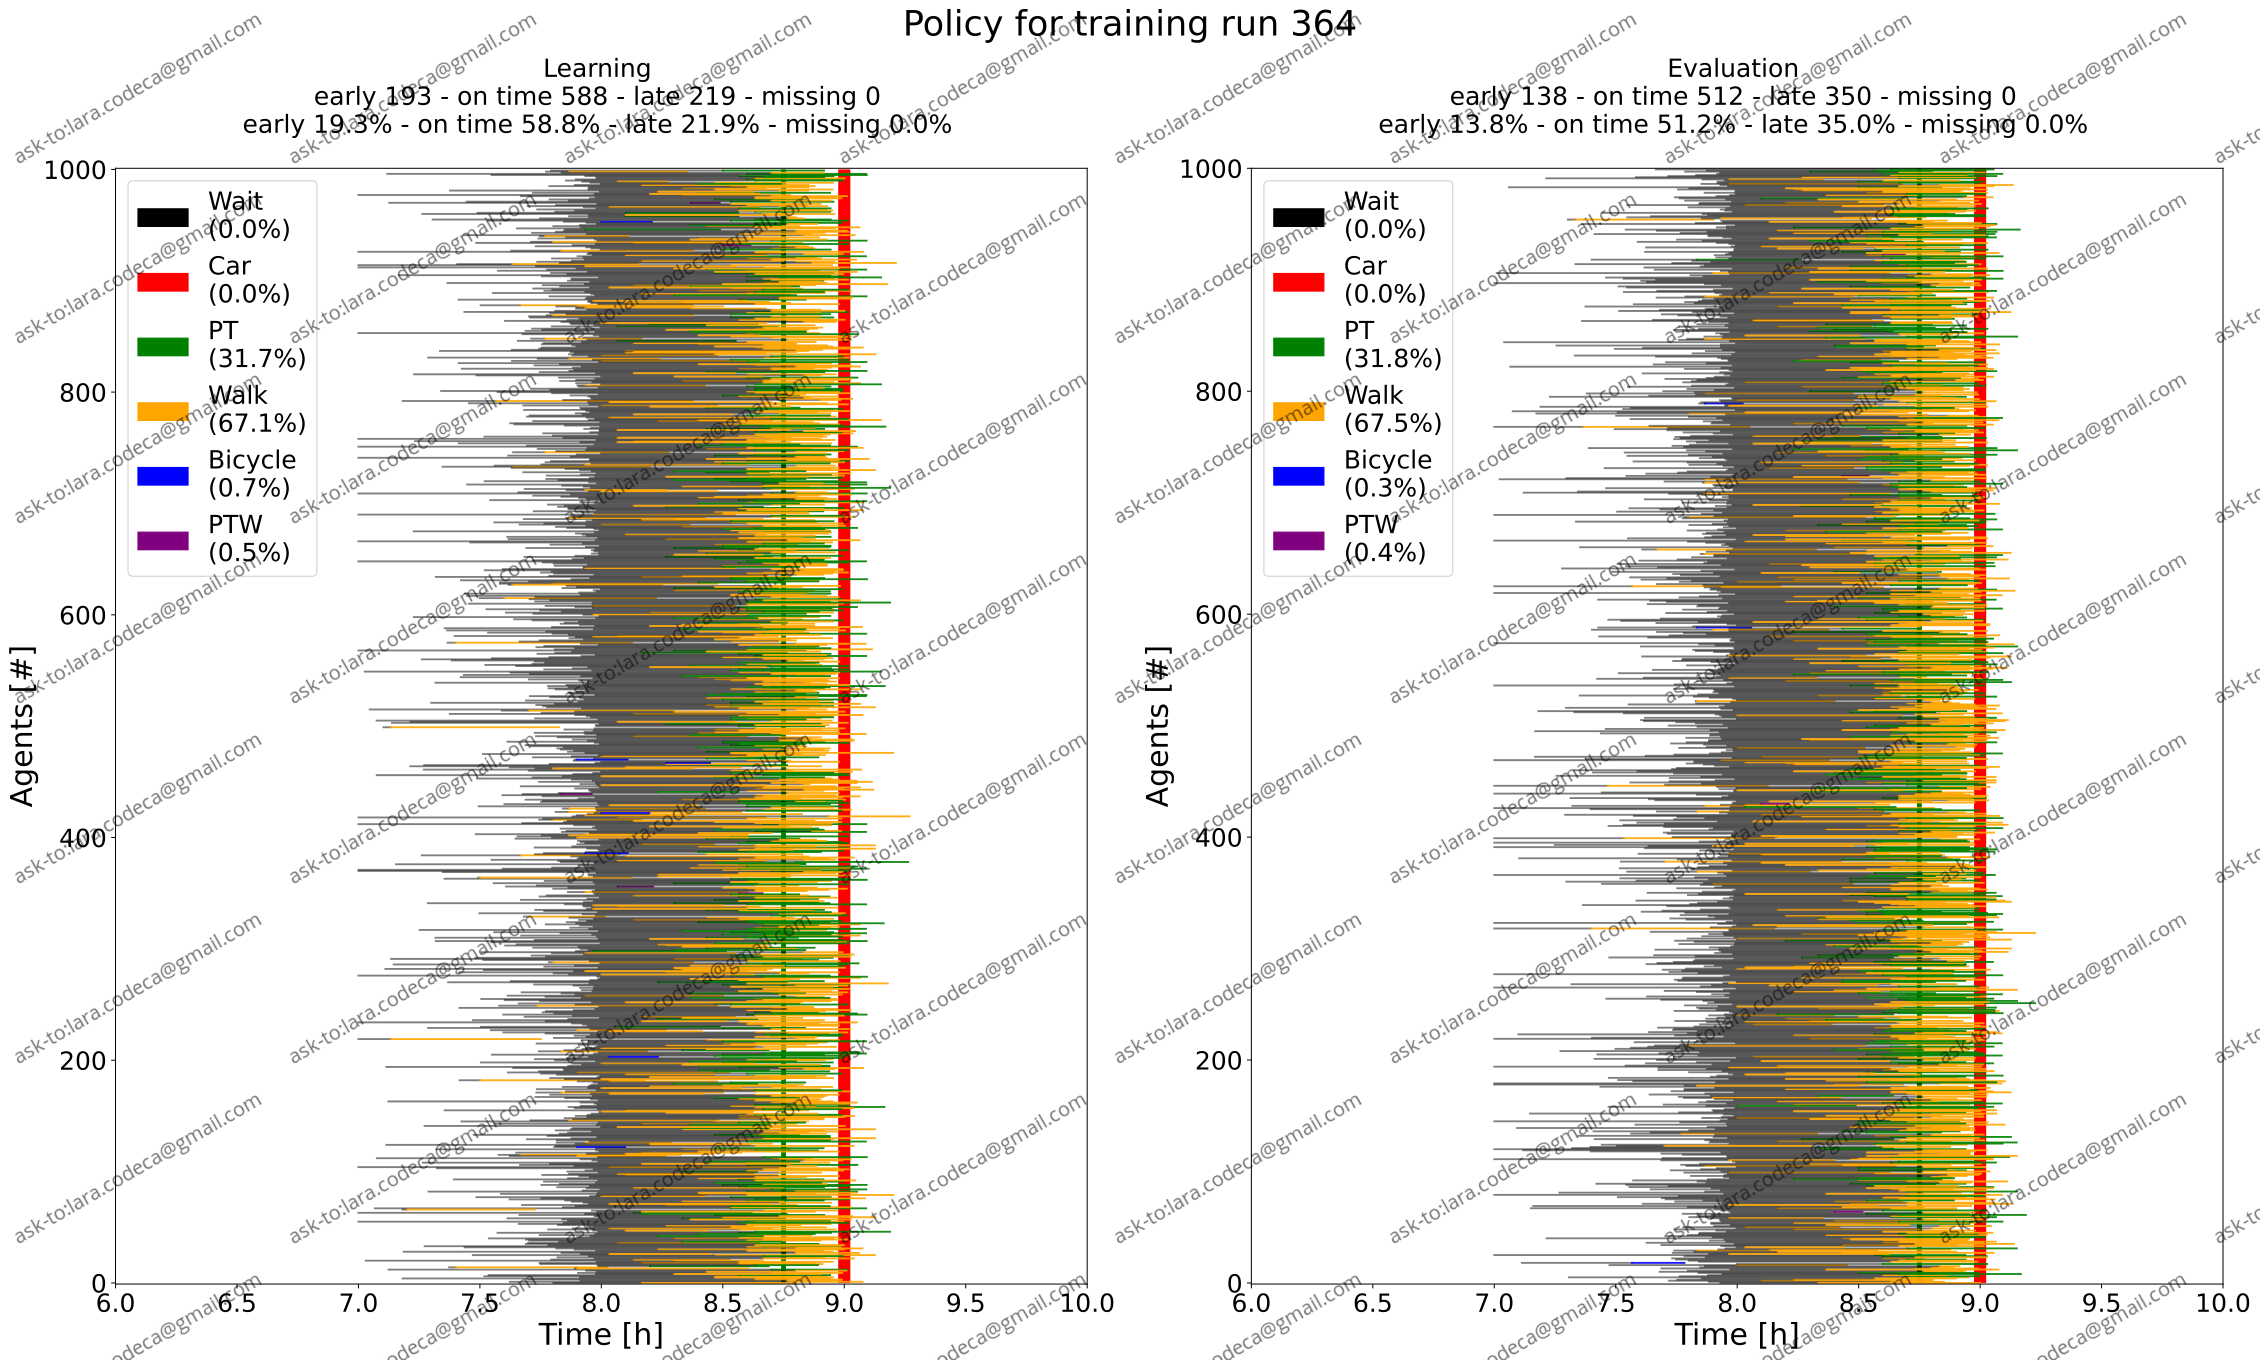 Policy for training run 364
Learning
early 193 - on time 588 - late 219 - missing 0
early 19.3% - on time 58.8% - late 21.9% - missing 0.0%
Evaluation
early 138 - on time 512 - late 350 - missing 0
early 13.8% - on time 51.2% - late 35.0% - missing 0.0%
Agents [#]
1000
800
600
400
200
0
Wait
(0.0%)
Car
(0.0%)
PT
(31.7%)
Walk
(67.1%)
Bicycle
(0.7%)
PTW
(0.5%)
6.0 6.5 7.0 7.5 8.0 8.5 9.0 9.5 10.0
Time [h]
Agents [#]
1000
800
600
400
200
0
Wait
(0.0%)
Car
(0.0%)
PT
(31.8%)
Walk
(67.5%)
Bicycle
(0.3%)
PTW
(0.4%)
6.0 6.5 7.0 7.5 8.0 8.5 9.0 9.5 10.0
Time [h]
ask-to:lara.codeca@gmail.com